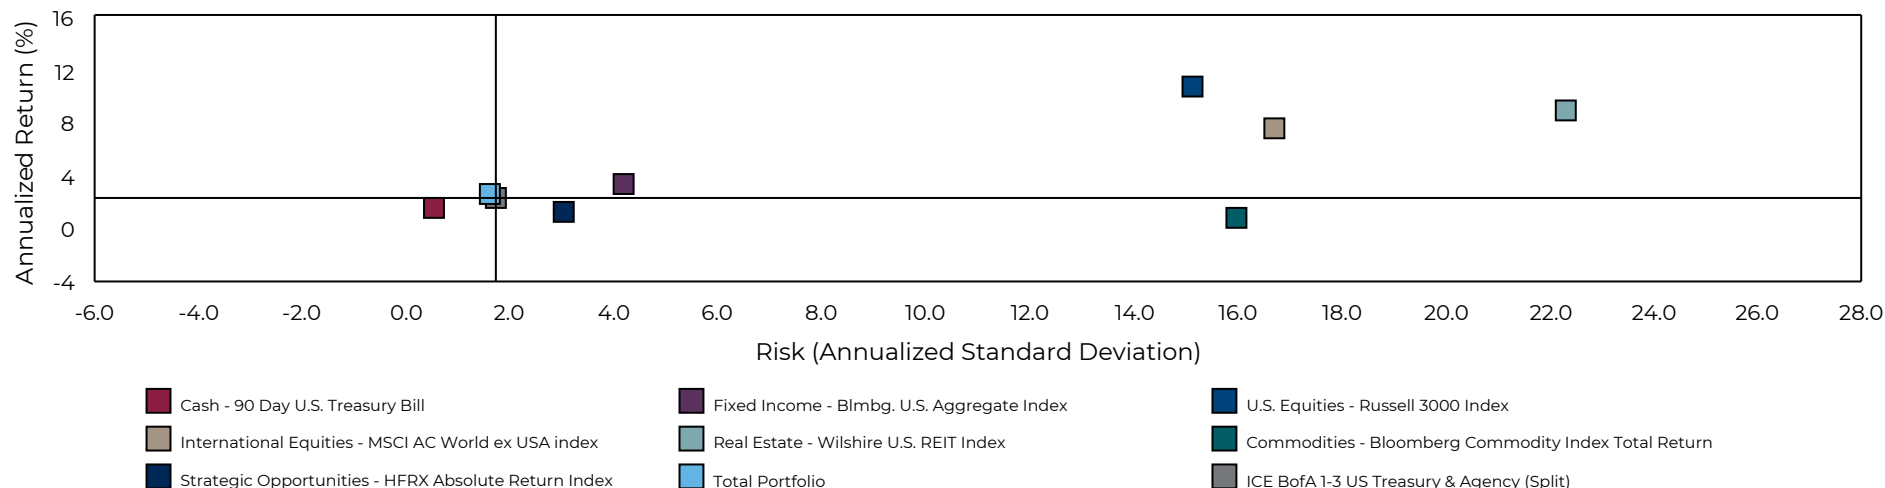 16
12
8
4
0
-4
Annualized Return (%)
-6.0 -4.0 -2.0 0.0 2.0 4.0 6.0 8.0 10.0 12.0 14.0 16.0 18.0 20.0 22.0 24.0 26.0 28.0
Risk (Annualized Standard Deviation)
Cash - 90 Day U.S. Treasury Bill Fixed Income - Blmbg. U.S. Aggregate Index U.S. Equities - Russell 3000 Index
International Equities - MSCI AC World ex USA index Real Estate - Wilshire U.S. REIT Index Commodities - Bloomberg Commodity Index Total Return
Strategic Opportunities - HFRX Absolute Return Index Total Portfolio ICE BofA 1-3 US Treasury & Agency (Split)